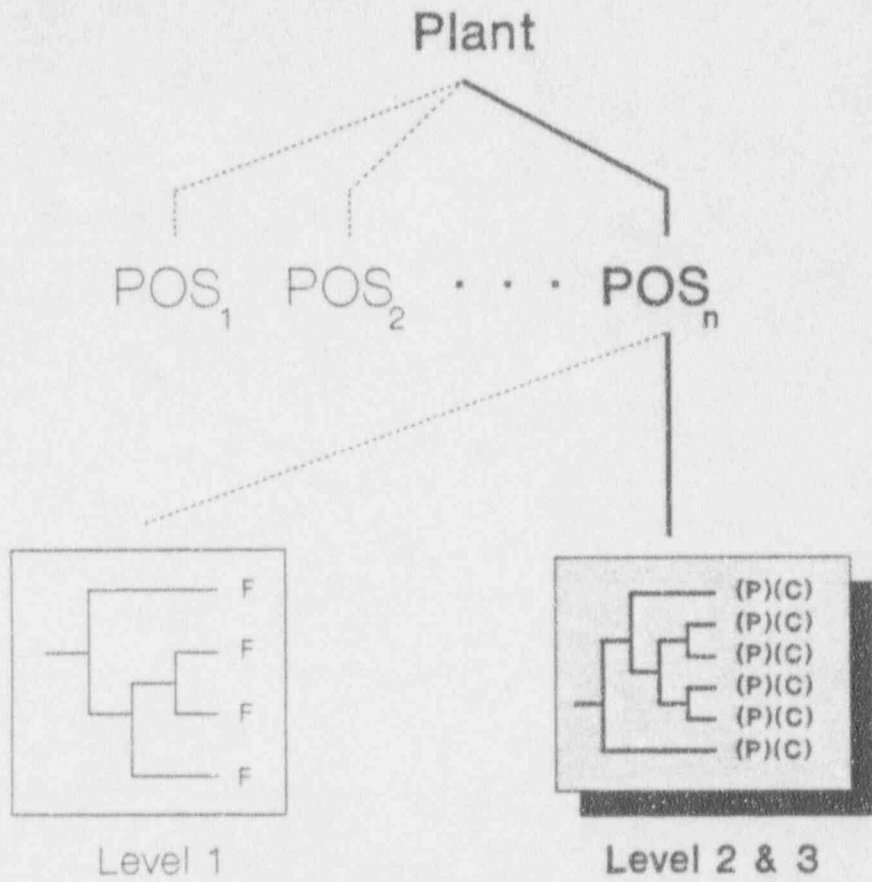 Plant
POS1 POS2 . . . POSn
F
F
F
F
(P)(C)
(P)(C)
(P)(C)
(P)(C)
(P)(C)
(P)(C)
Level 1
Level 2 & 3